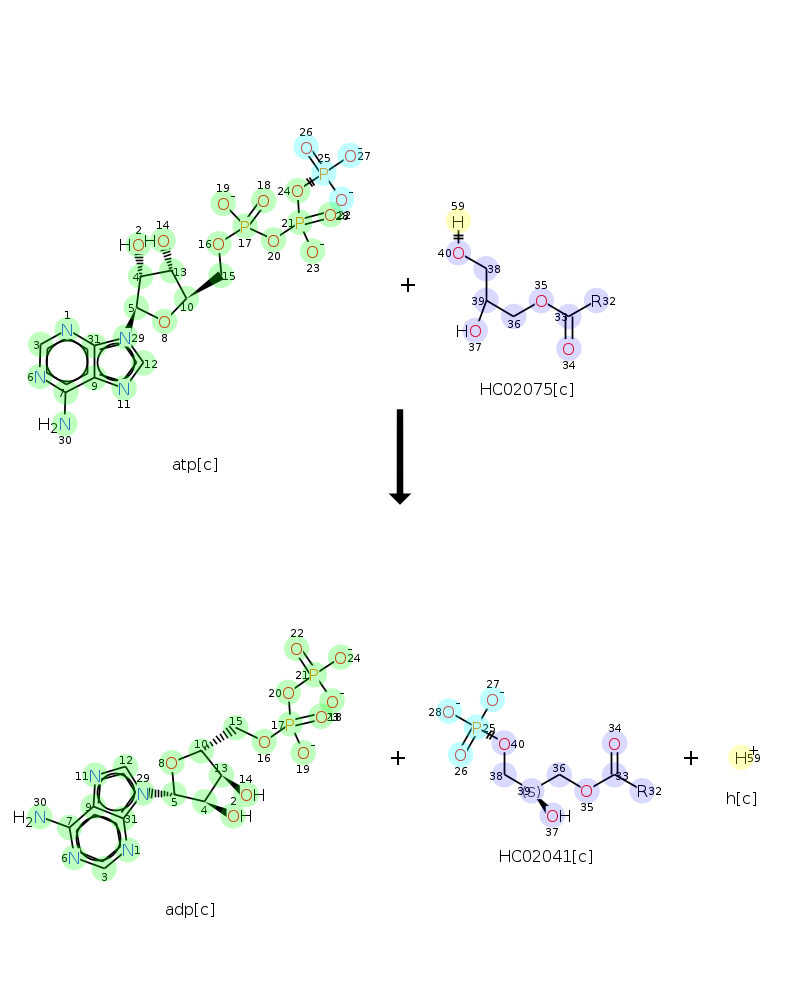 26
25
27
24
19
18
22
21
28
17
20
23
16
2
14
HO
HO
4
13
15
5
10
8
1
31
N
29
3
12
6
9
7
11
H2N
30
atp[c]
+
59
H
40 O
38
39
35
R32
33
HO
37
36
O
34
HC02075[c]
22
O
O-24
21 P
20 O
O-
15
17 P
O 18
23
16
O
19
8 O
10
12
11 N
29
13
14
OH
N
5
4
2
OH
30
H2N
9
7
31
6 N
N 1
3
adp[c]
+
27
O-
28 O-
P 25
O 40
26
34
O
38
36
33
39 (S)
R32
37
OH
35
HC02041[c]
+
H+ 59
h[c]